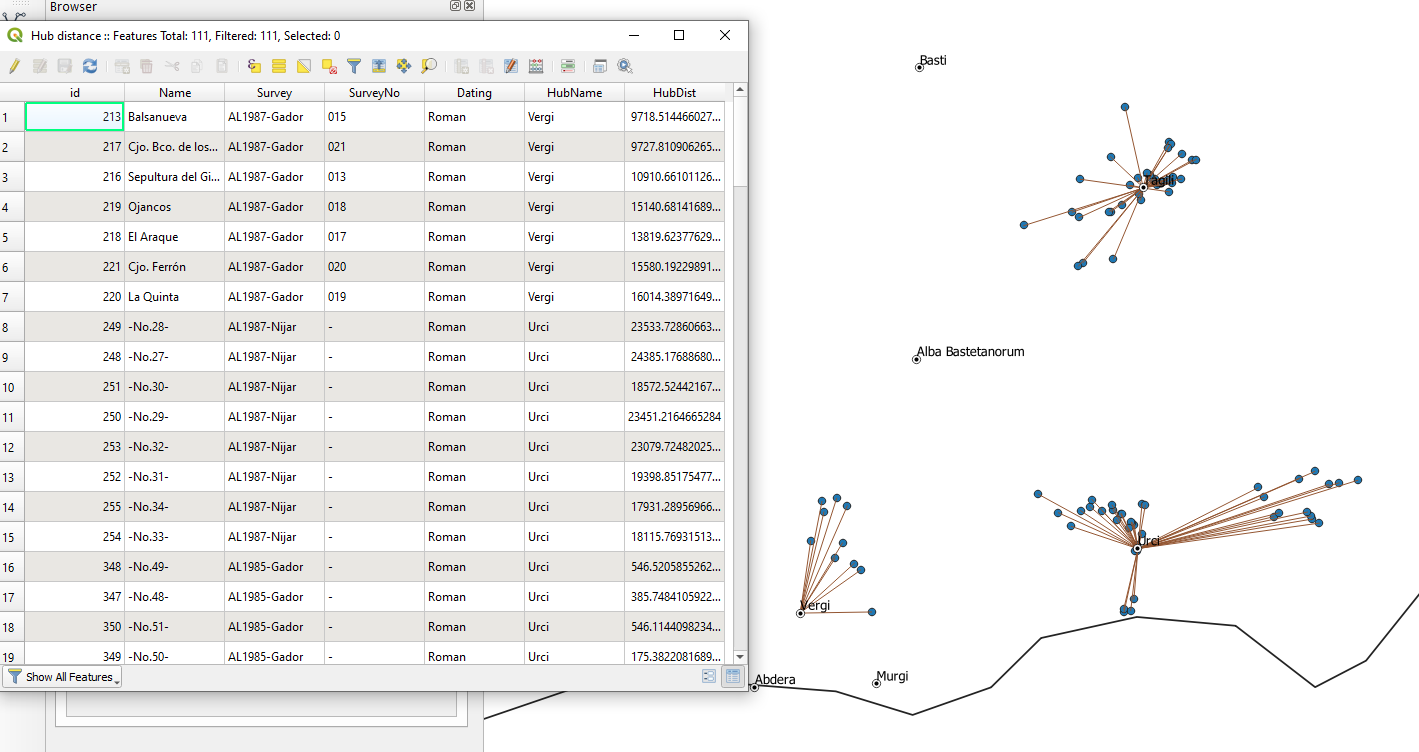 Browser
Hub distance :: Features Total: 111, Filtered: 111, Selected: 0
id Name Survey SurveyNo Dating HubName HubDist
1 213 Balsanueva AL1987-Gador 015 Roman Vergi 9718.514466027...
2 217 Cjo. Bco. de los... AL1987-Gador 021 Roman Vergi 9727.810906265...
3 216 Sepultura del Gi... AL1987-Gador 013 Roman Vergi 10910.66101126...
4 219 Ojancos AL1987-Gador 018 Roman Vergi 15140.68141689...
5 218 El Araque AL1987-Gador 017 Roman Vergi 13819.62377629...
6 221 Cjo. Ferrón AL1987-Gador 020 Roman Vergi 15580.19229891...
7 220 La Quinta AL1987-Gador 019 Roman Vergi 16014.38971649...
8 249 -No.28- AL1987-Nijar - Roman Urci 23533.72860663...
9 248 -No.27- AL1987-Nijar - Roman Urci 24385.17688680...
10 251 -No.30- AL1987-Nijar - Roman Urci 18572.52442167...
11 250 -No.29- AL1987-Nijar - Roman Urci 23451.2164665284
12 253 -No.32- AL1987-Nijar - Roman Urci 23079.72482025...
13 252 -No.31- AL1987-Nijar - Roman Urci 19398.85175477...
14 255 -No.34- AL1987-Nijar - Roman Urci 17931.28956966...
15 254 -No.33- AL1987-Nijar - Roman Urci 18115.76931513...
16 348 -No.49- AL1985-Gador - Roman Urci 546.5205855262...
17 347 -No.48- AL1985-Gador - Roman Urci 385.7484105922...
18 350 -No.51- AL1985-Gador - Roman Urci 546.1144098234...
19 349 -No.50- AL1985-Gador - Roman Urci 175.3822081689...
Show All Features
Basti
Tagili
Alba Bastetanorum
Urci
Vergi
Abdera
Murgi